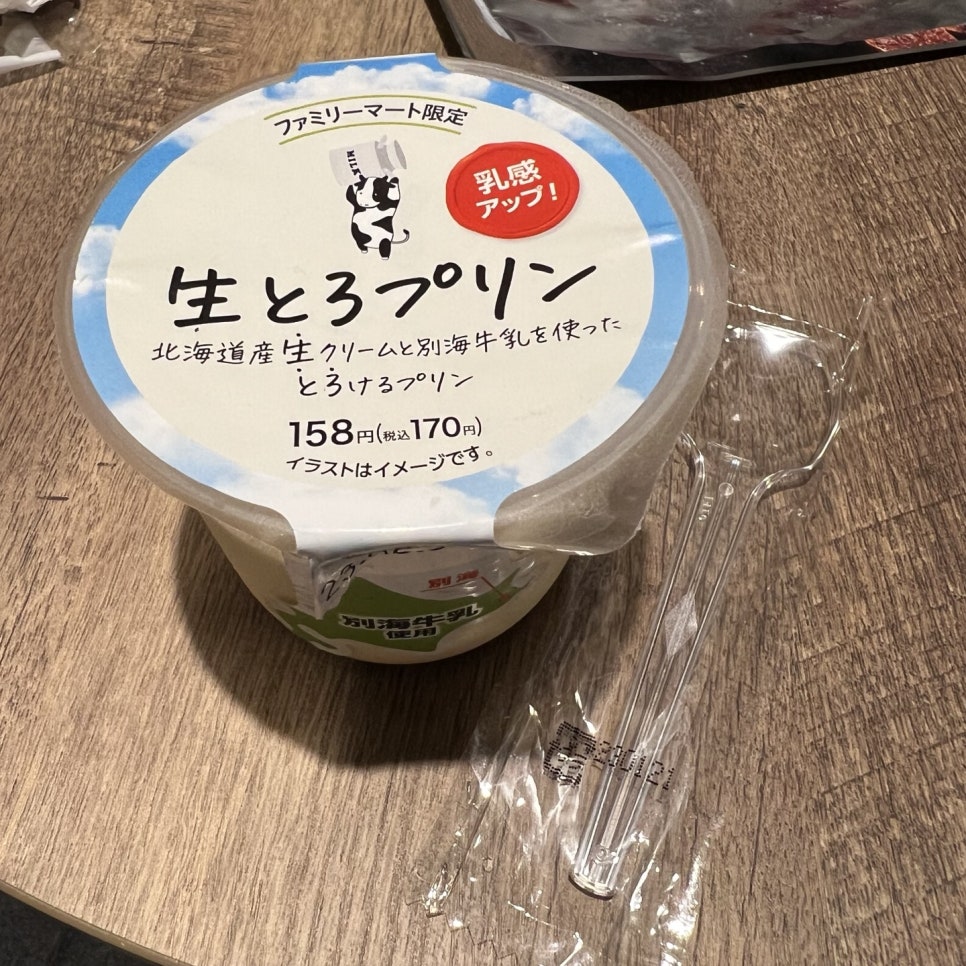 ファミリーマート限定
MILK
乳感
アップ!
生とろプリン
北海道産生クリームと別海牛乳を使った
とろけるプリン
158円(税込170円)
イラストはイメージです。
別海
別海牛乳
使用